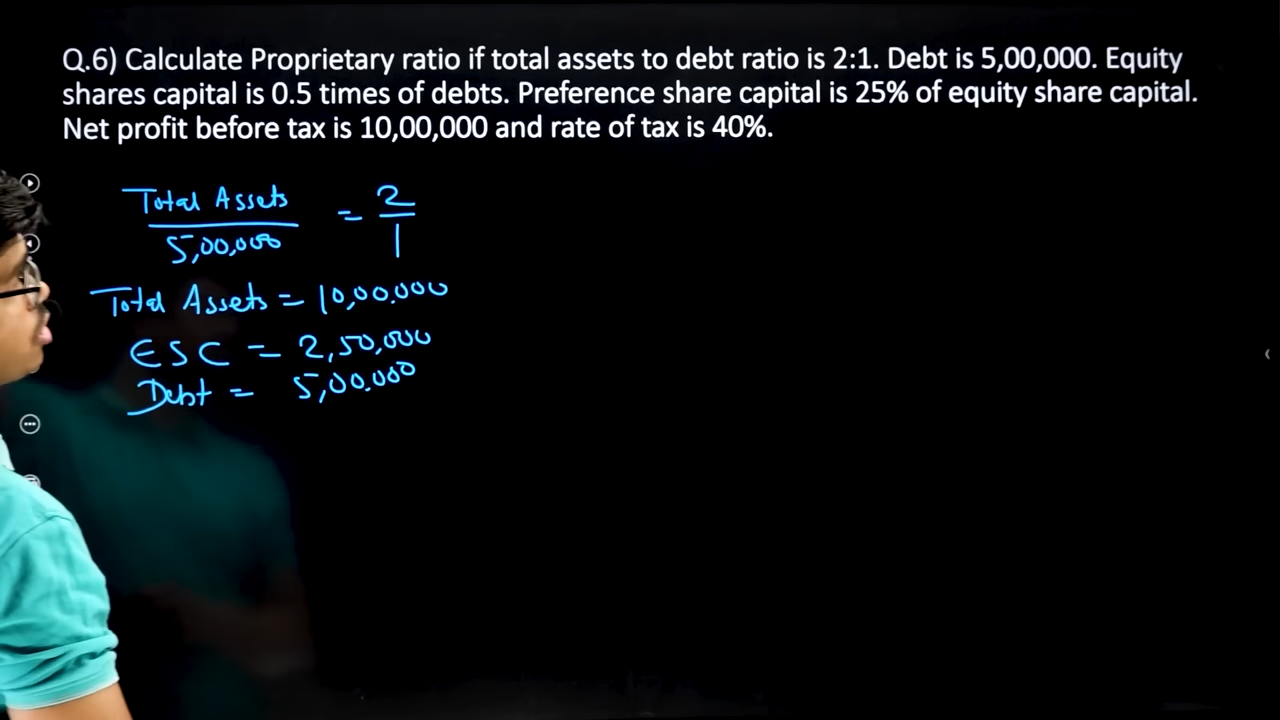 Q.6) Calculate Proprietary ratio if total assets to debt ratio is 2:1. Debt is 5,00,000. Equity
shares capital is 0.5 times of debts. Preference share capital is 25% of equity share capital.
Net profit before tax is 10,00,000 and rate of tax is 40%.
Total Assets
5,00,000
= 2
1
Total Assets = 10,00,000
ESC = 2,50,000
Debt = 5,00,000